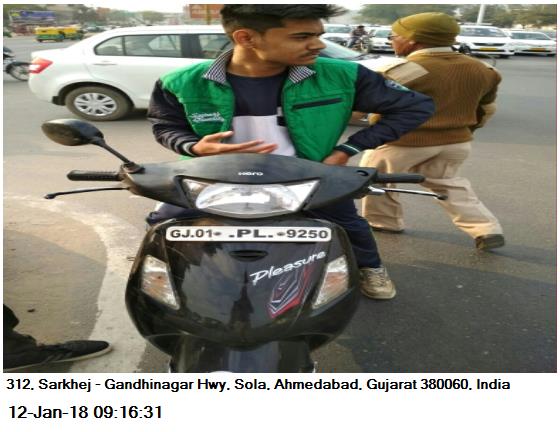 HERO
GJ.01 .PL. 9250
Pleasure
312, Sarkhej - Gandhinagar Hwy, Sola, Ahmedabad, Gujarat 380060, India
12-Jan-18 09:16:31